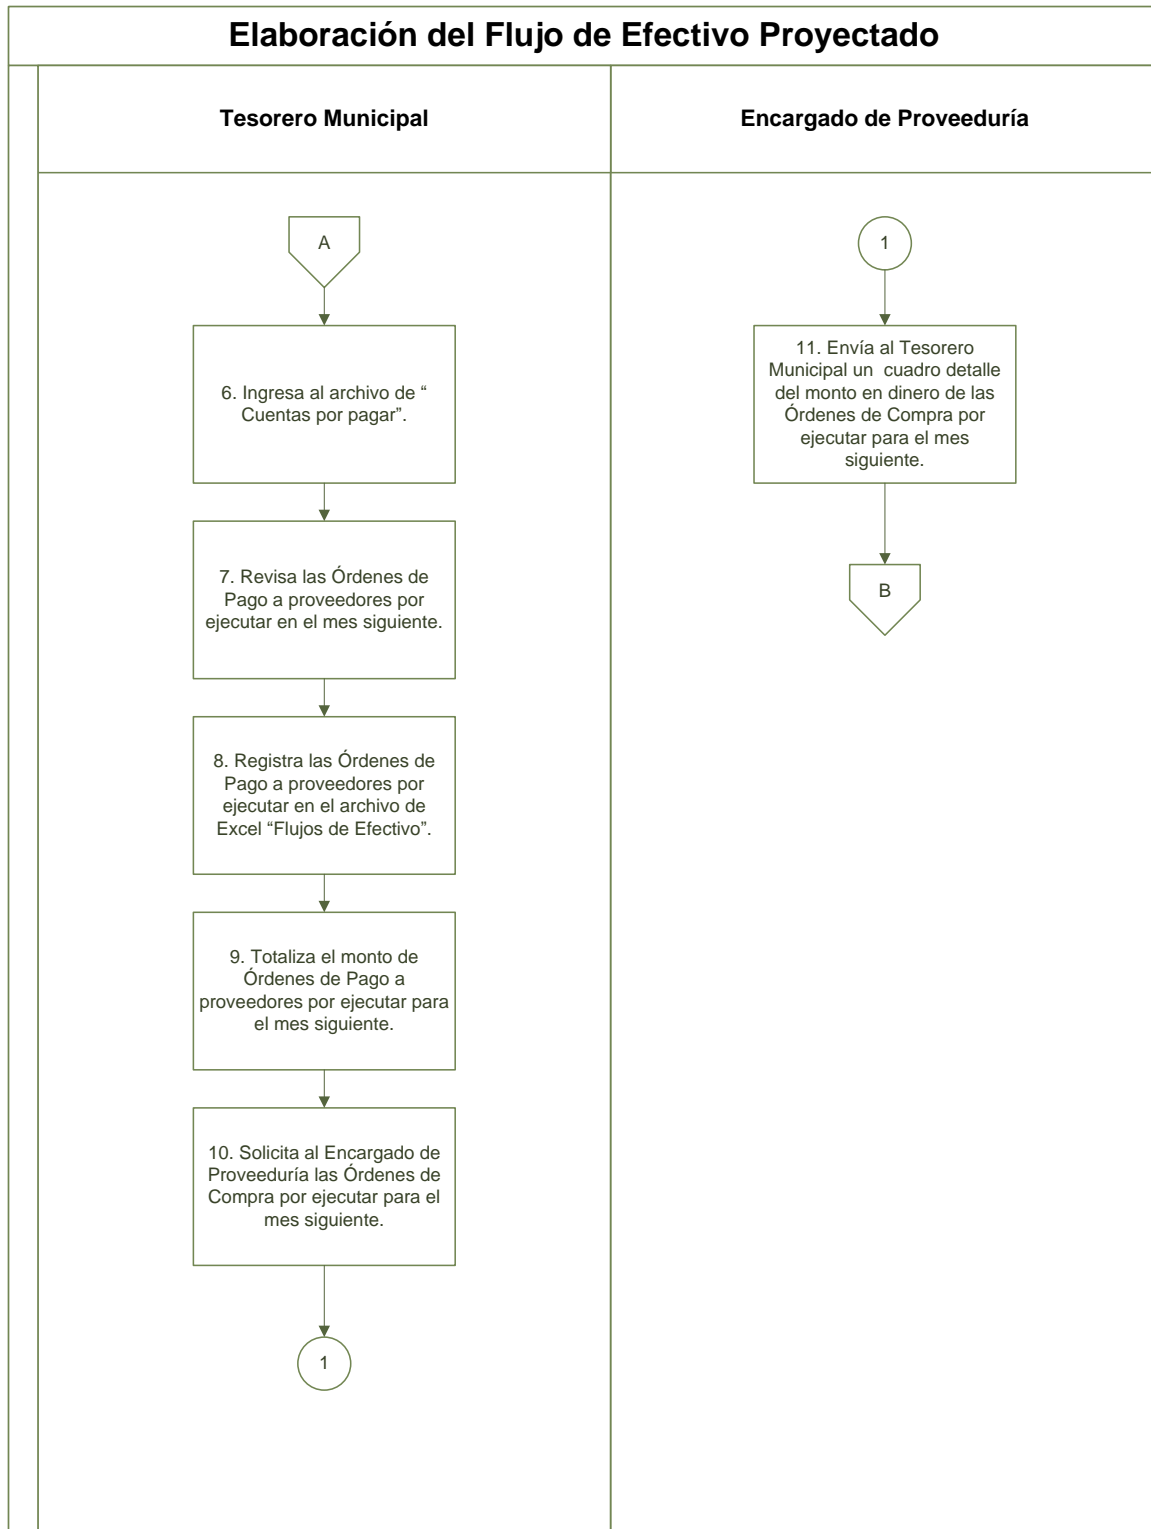 Elaboración del Flujo de Efectivo Proyectado
Tesorero Municipal
Encargado de Proveeduría
A
6. Ingresa al archivo de “
Cuentas por pagar”.
7. Revisa las Órdenes de
Pago a proveedores por
ejecutar en el mes siguiente.
8. Registra las Órdenes de
Pago a proveedores por
ejecutar en el archivo de
Excel “Flujos de Efectivo”.
9. Totaliza el monto de
Órdenes de Pago a
proveedores por ejecutar para
el mes siguiente.
10. Solicita al Encargado de
Proveeduría las Órdenes de
Compra por ejecutar para el
mes siguiente.
1
1
11. Envía al Tesorero
Municipal un  cuadro detalle
del monto en dinero de las
Órdenes de Compra por
ejecutar para el mes
siguiente.
B